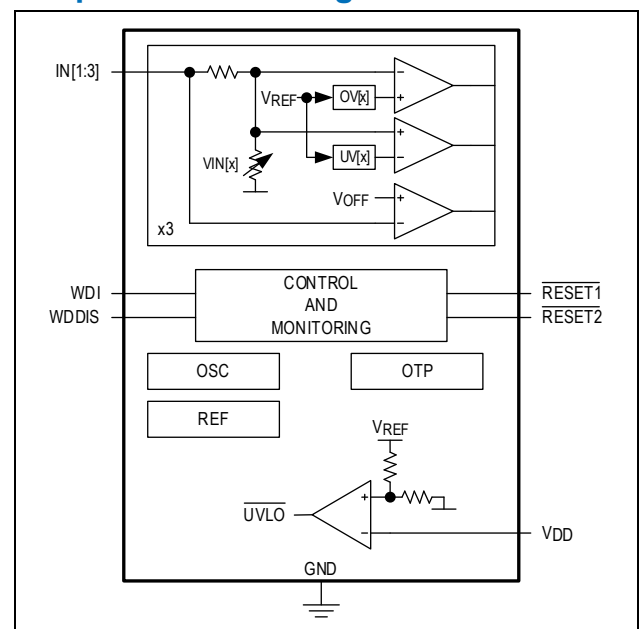 IN[1:3]
VREF
OV[x]
UV[x]
VIN[x]
VOFF
x3
WDI
WDDIS
CONTROL
AND
MONITORING
RESET1
RESET2
OSC
OTP
REF
VREF
UVLO
VDD
GND